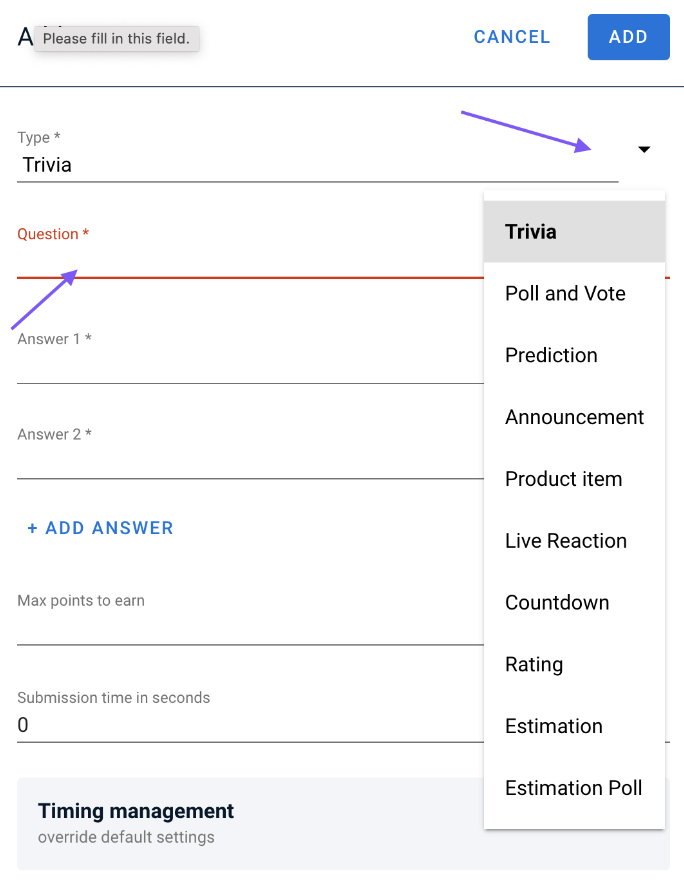 Please fill in this field.
CANCEL
ADD
Type *
Trivia
Question *
Answer 1 *
Answer 2 *
+ ADD ANSWER
Max points to earn
Submission time in seconds
0
Timing management
override default settings
Trivia
Poll and Vote
Prediction
Announcement
Product item
Live Reaction
Countdown
Rating
Estimation
Estimation Poll